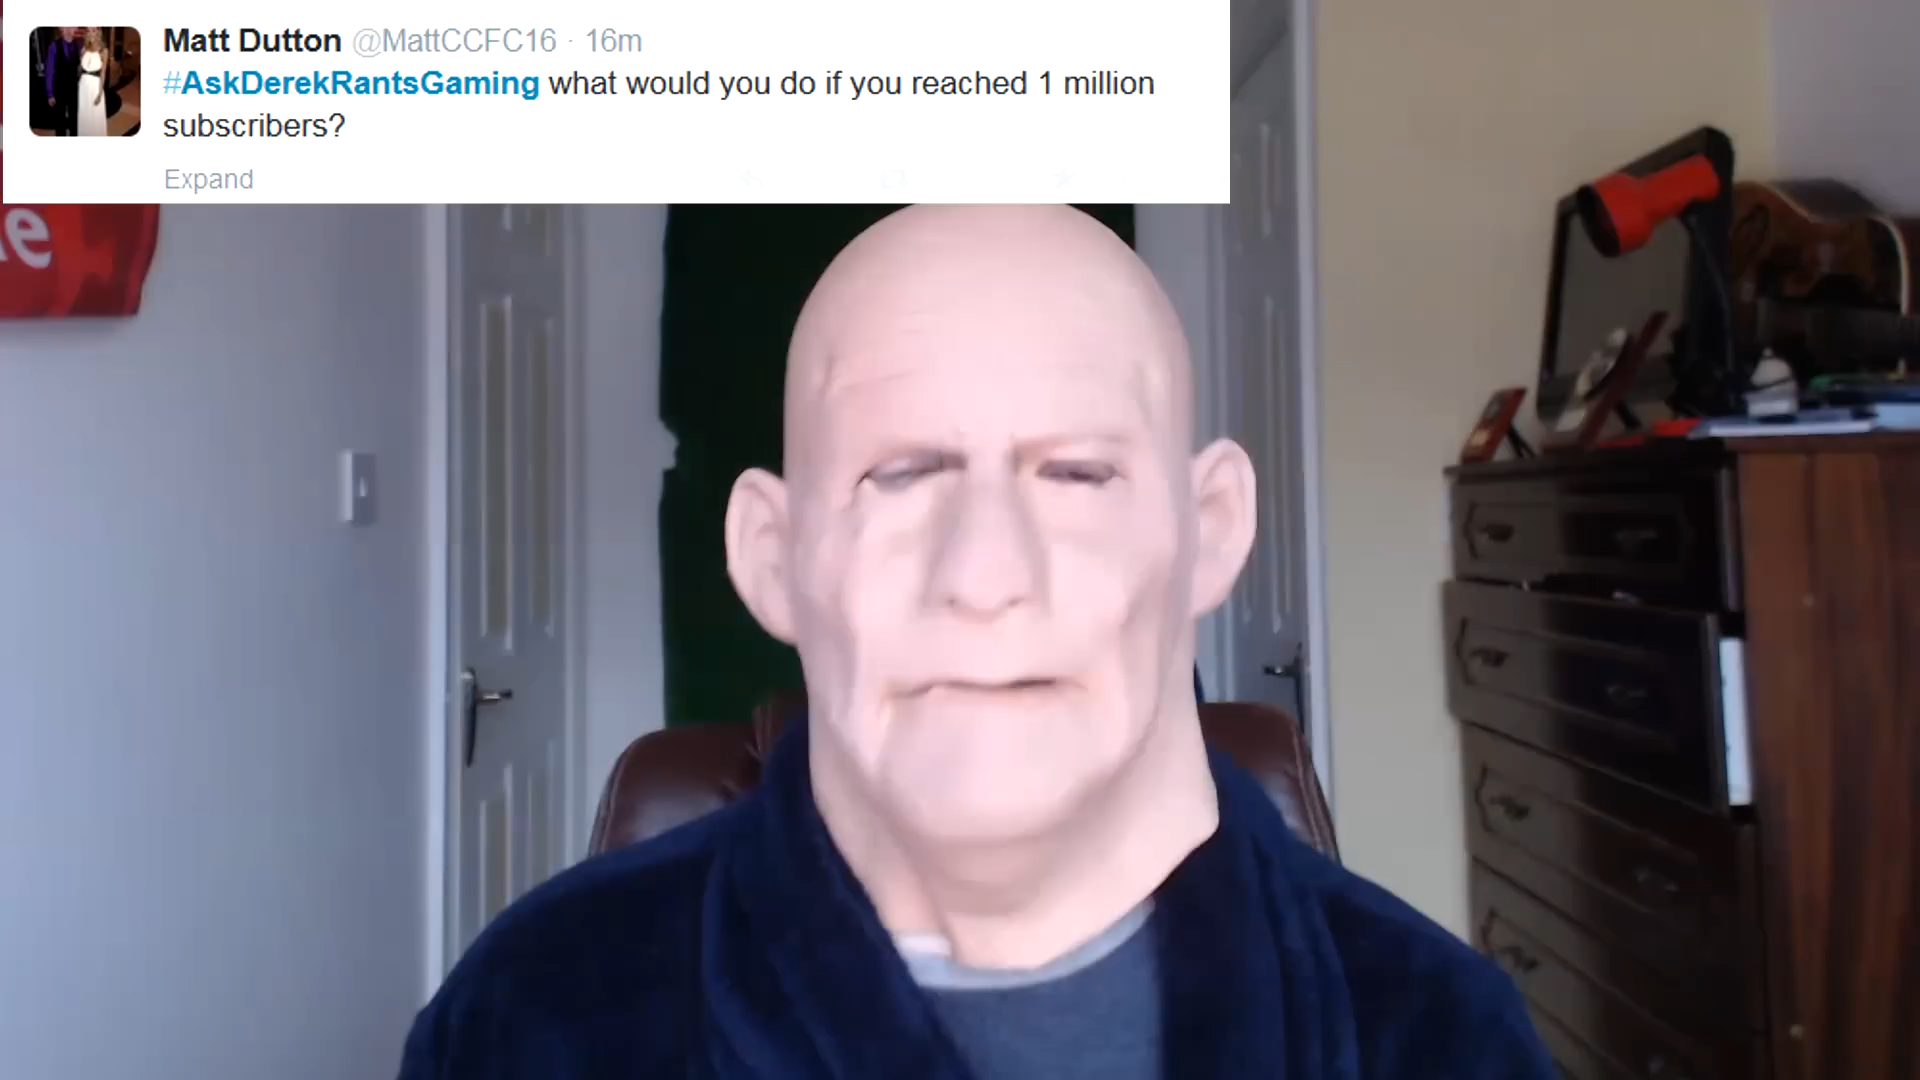 Matt Dutton @MattCCFC16 · 16m
#AskDerekRantsGaming what would you do if you reached 1 million
subscribers?
Expand
e